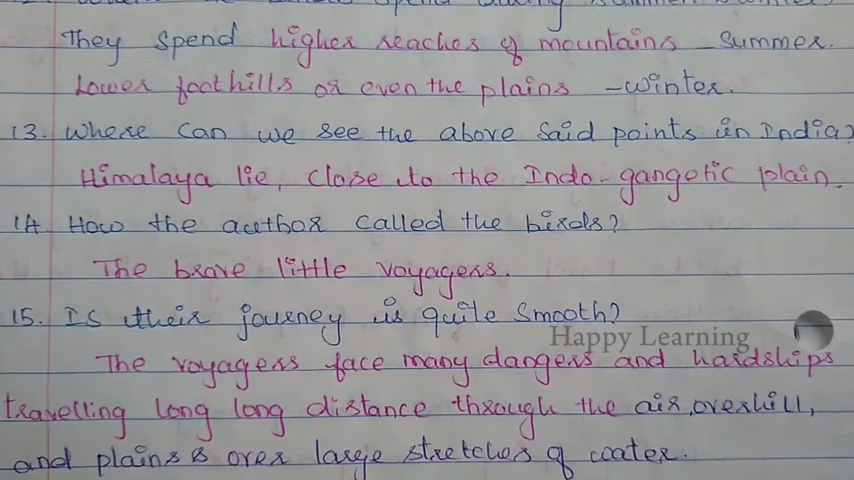 They spend higher reaches of mountains - summer.
Lower foothills or even the plains - winter.
13. Where can we see the above said points in India?
Himalaya lie, close to the Indo-gangetic plain.
14 How the author called the birds?
The brave little voyagers.
15. Is their journey is quite smooth?
Happy Learning
The voyagers face many dangers and hardships
travelling long long distance through the air, overhill,
and plains & over large stretches of water.